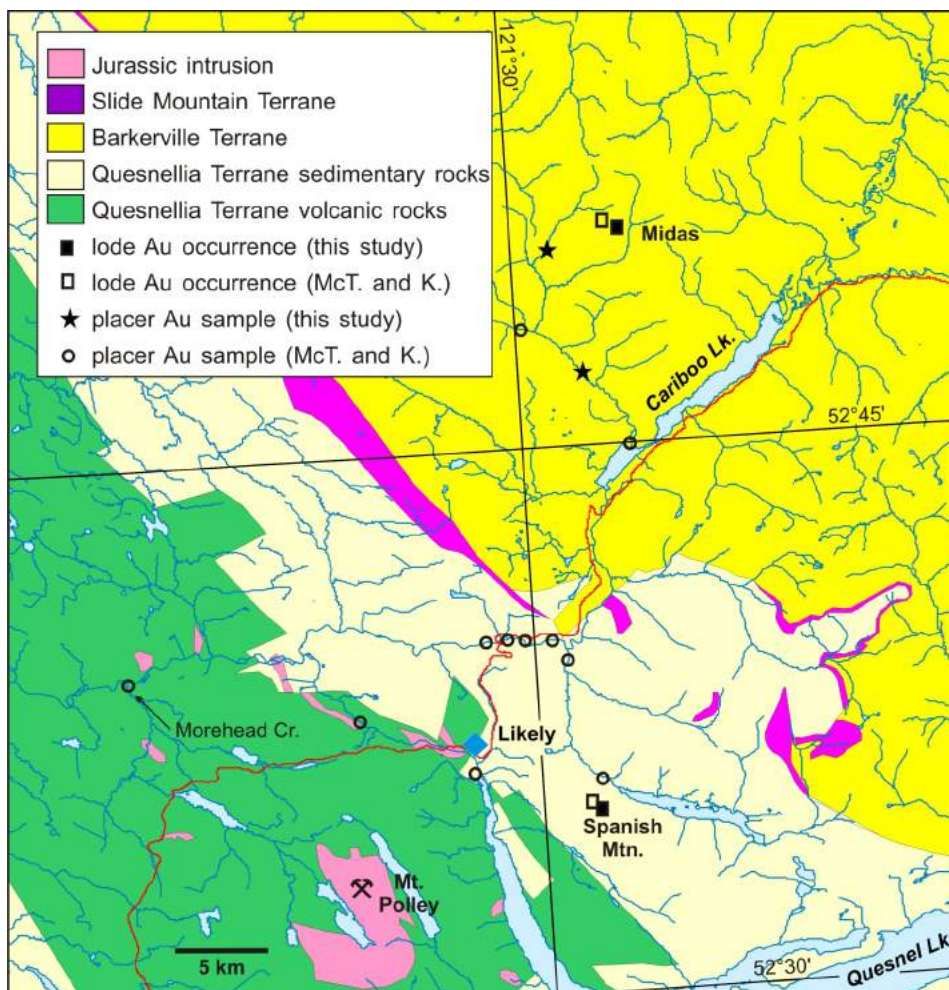 Jurassic intrusion
Slide Mountain Terrane
Barkerville Terrane
Quesnellia Terrane sedimentary rocks
Quesnellia Terrane volcanic rocks
lode Au occurrence (this study)
lode Au occurrence (McT. and K.)
placer Au sample (this study)
placer Au sample (McT. and K.)
121°30'
Midas
Cariboo Lk.
52°45'
Morehead Cr.
Likely
Spanish
Mtn.
Mt.
Polley
5 km
52°30'
Quesnel Lk.